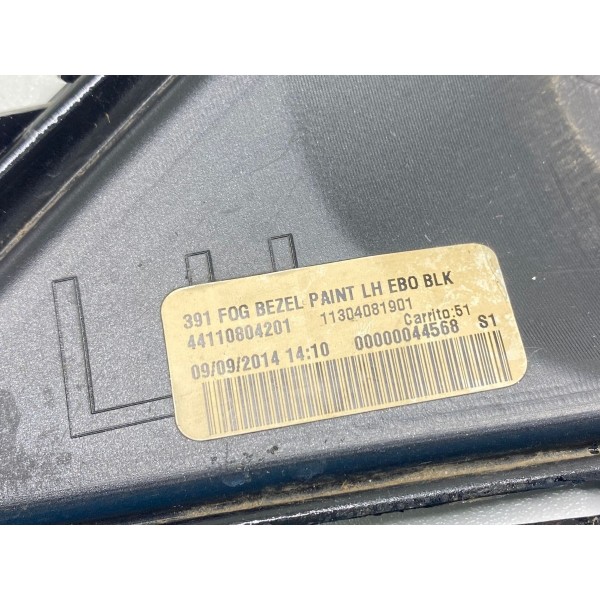 391 FOG BEZEL PAINT LH EBO BLK
44110804201 11304081901 Carrito:51
09/09/2014 14:10 00000044568 S1
L